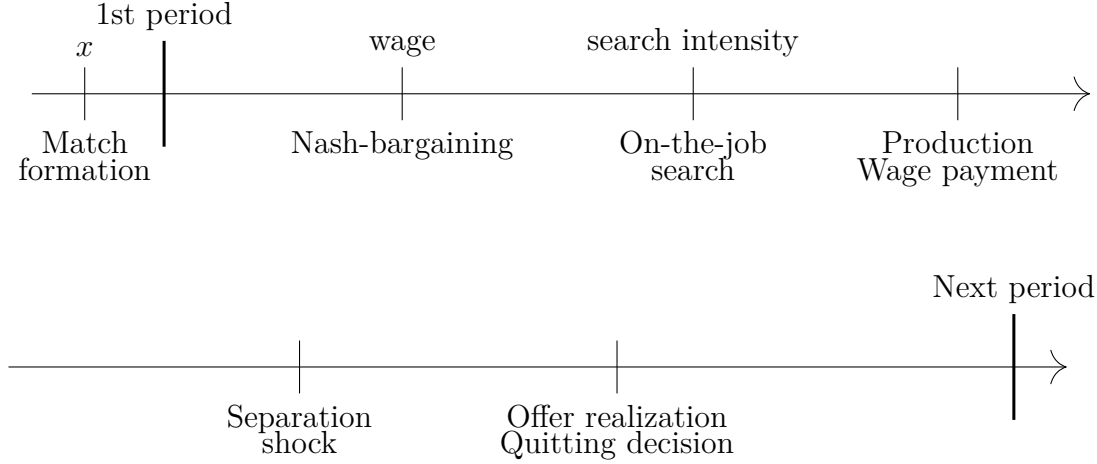 1st period
x
wage
search intensity
Match
formation
Nash-bargaining
On-the-job
search
Production
Wage payment
Next period
Separation
shock
Offer realization
Quitting decision